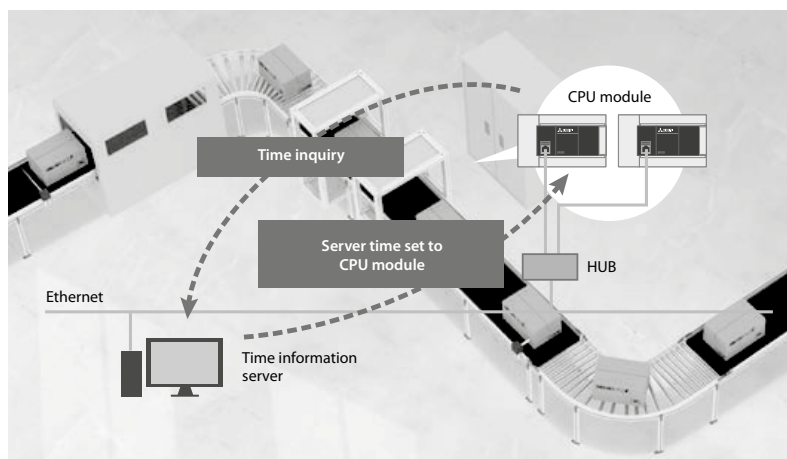 CPU module
Time inquiry
Server time set to
CPU module
HUB
Ethernet
Time information
server